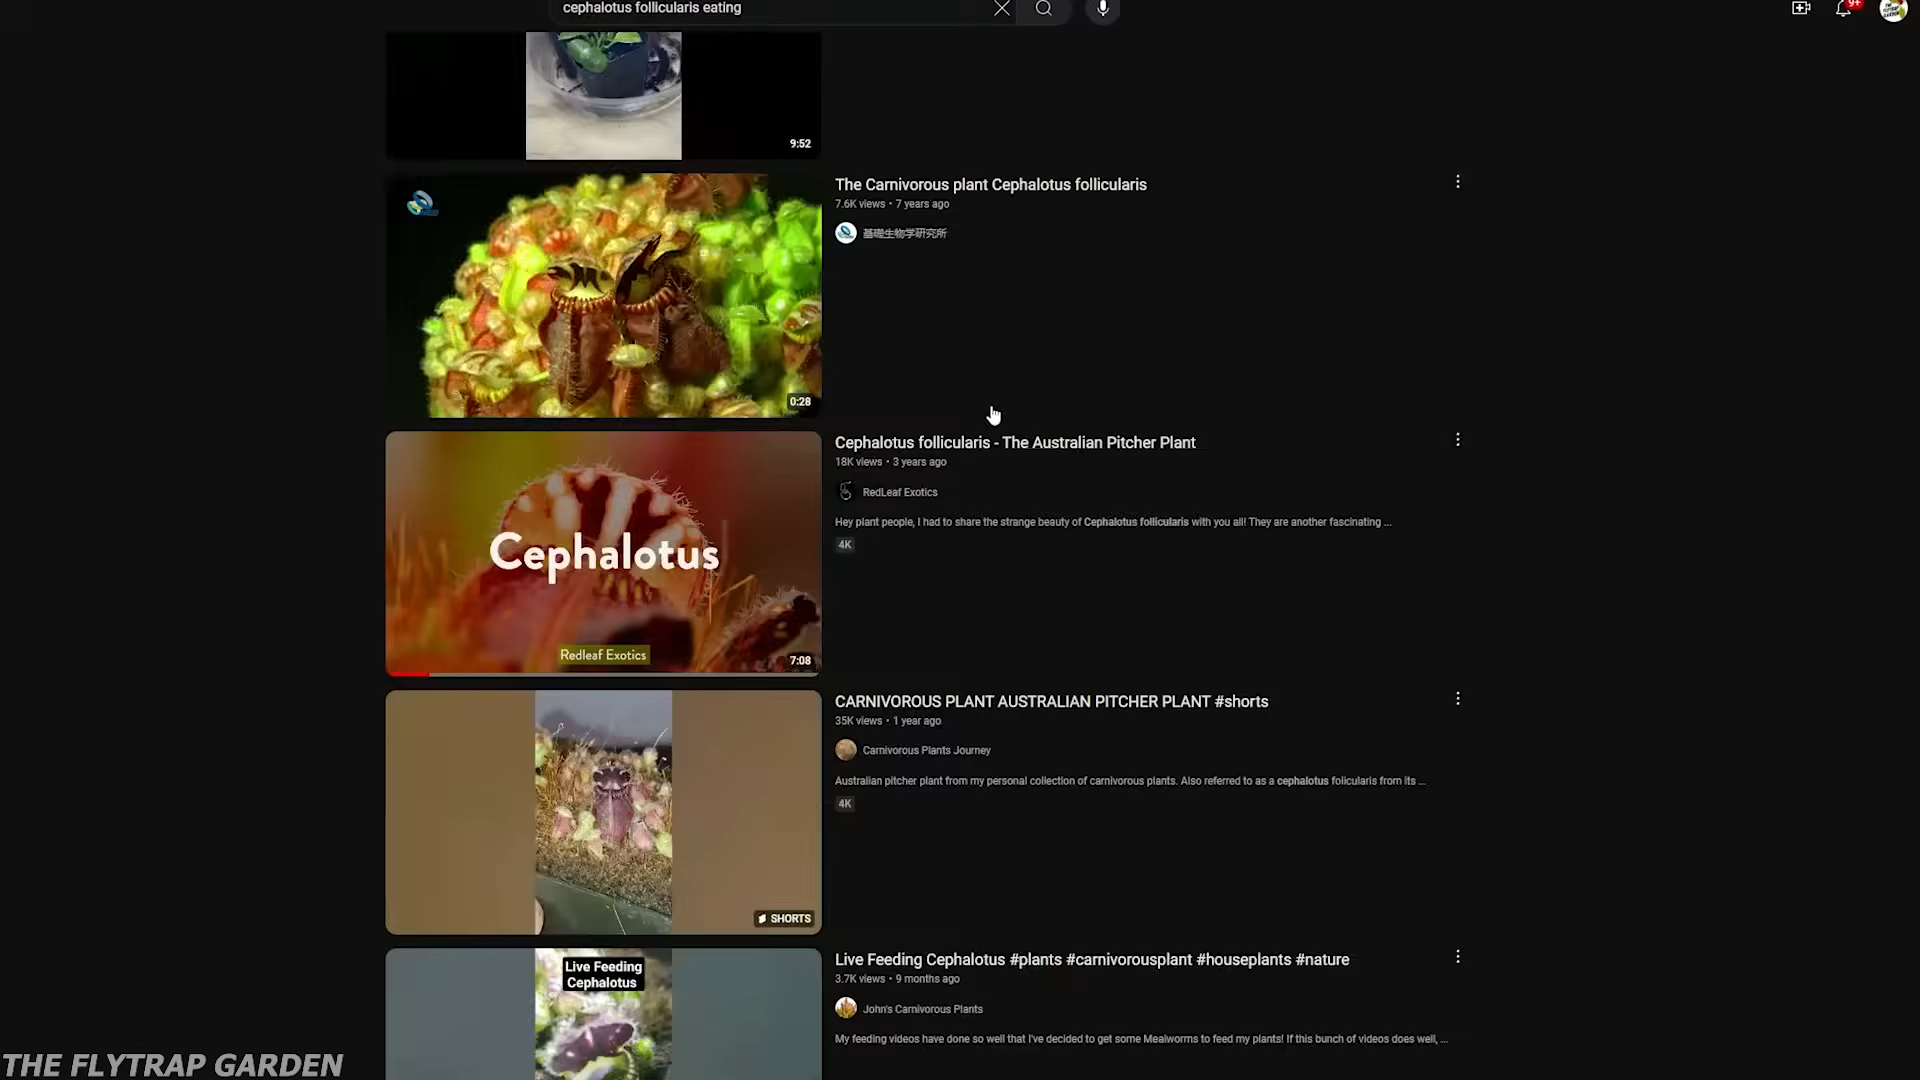 cephalotus follicularis eating
9+
9:52
The Carnivorous plant Cephalotus follicularis
7.6K views • 7 years ago
基礎生物学研究所
0:28
Cephalotus follicularis - The Australian Pitcher Plant
18K views • 3 years ago
RedLeaf Exotics
Hey plant people, I had to share the strange beauty of Cephalotus follicularis with you all! They are another fascinating ...
4K
Cephalotus
Redleaf Exotics
7:08
CARNIVOROUS PLANT AUSTRALIAN PITCHER PLANT #shorts
35K views • 1 year ago
Carnivorous Plants Journey
Australian pitcher plant from my personal collection of carnivorous plants. Also referred to as a cephalotus folicularis from its ...
4K
SHORTS
Live Feeding Cephalotus #plants #carnivorousplant #houseplants #nature
3.7K views • 9 months ago
John's Carnivorous Plants
My feeding videos have done so well that I've decided to get some Mealworms to feed my plants! If this bunch of videos does well, ...
Live Feeding
Cephalotus
THE FLYTRAP GARDEN